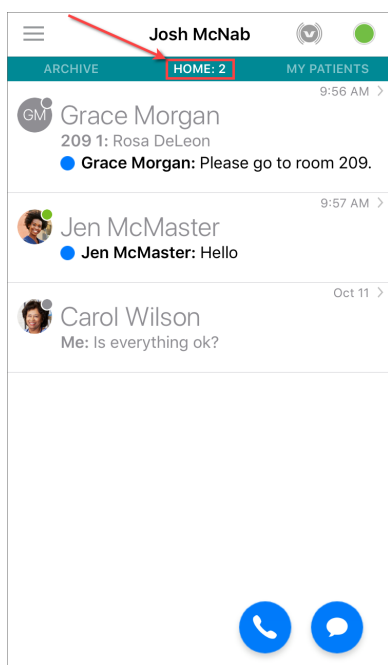 Josh McNab
ARCHIVE HOME: 2 MY PATIENTS
9:56 AM
GM Grace Morgan
209 1: Rosa DeLeon
Grace Morgan: Please go to room 209.
9:57 AM
Jen McMaster
Jen McMaster: Hello
Oct 11
Carol Wilson
Me: Is everything ok?